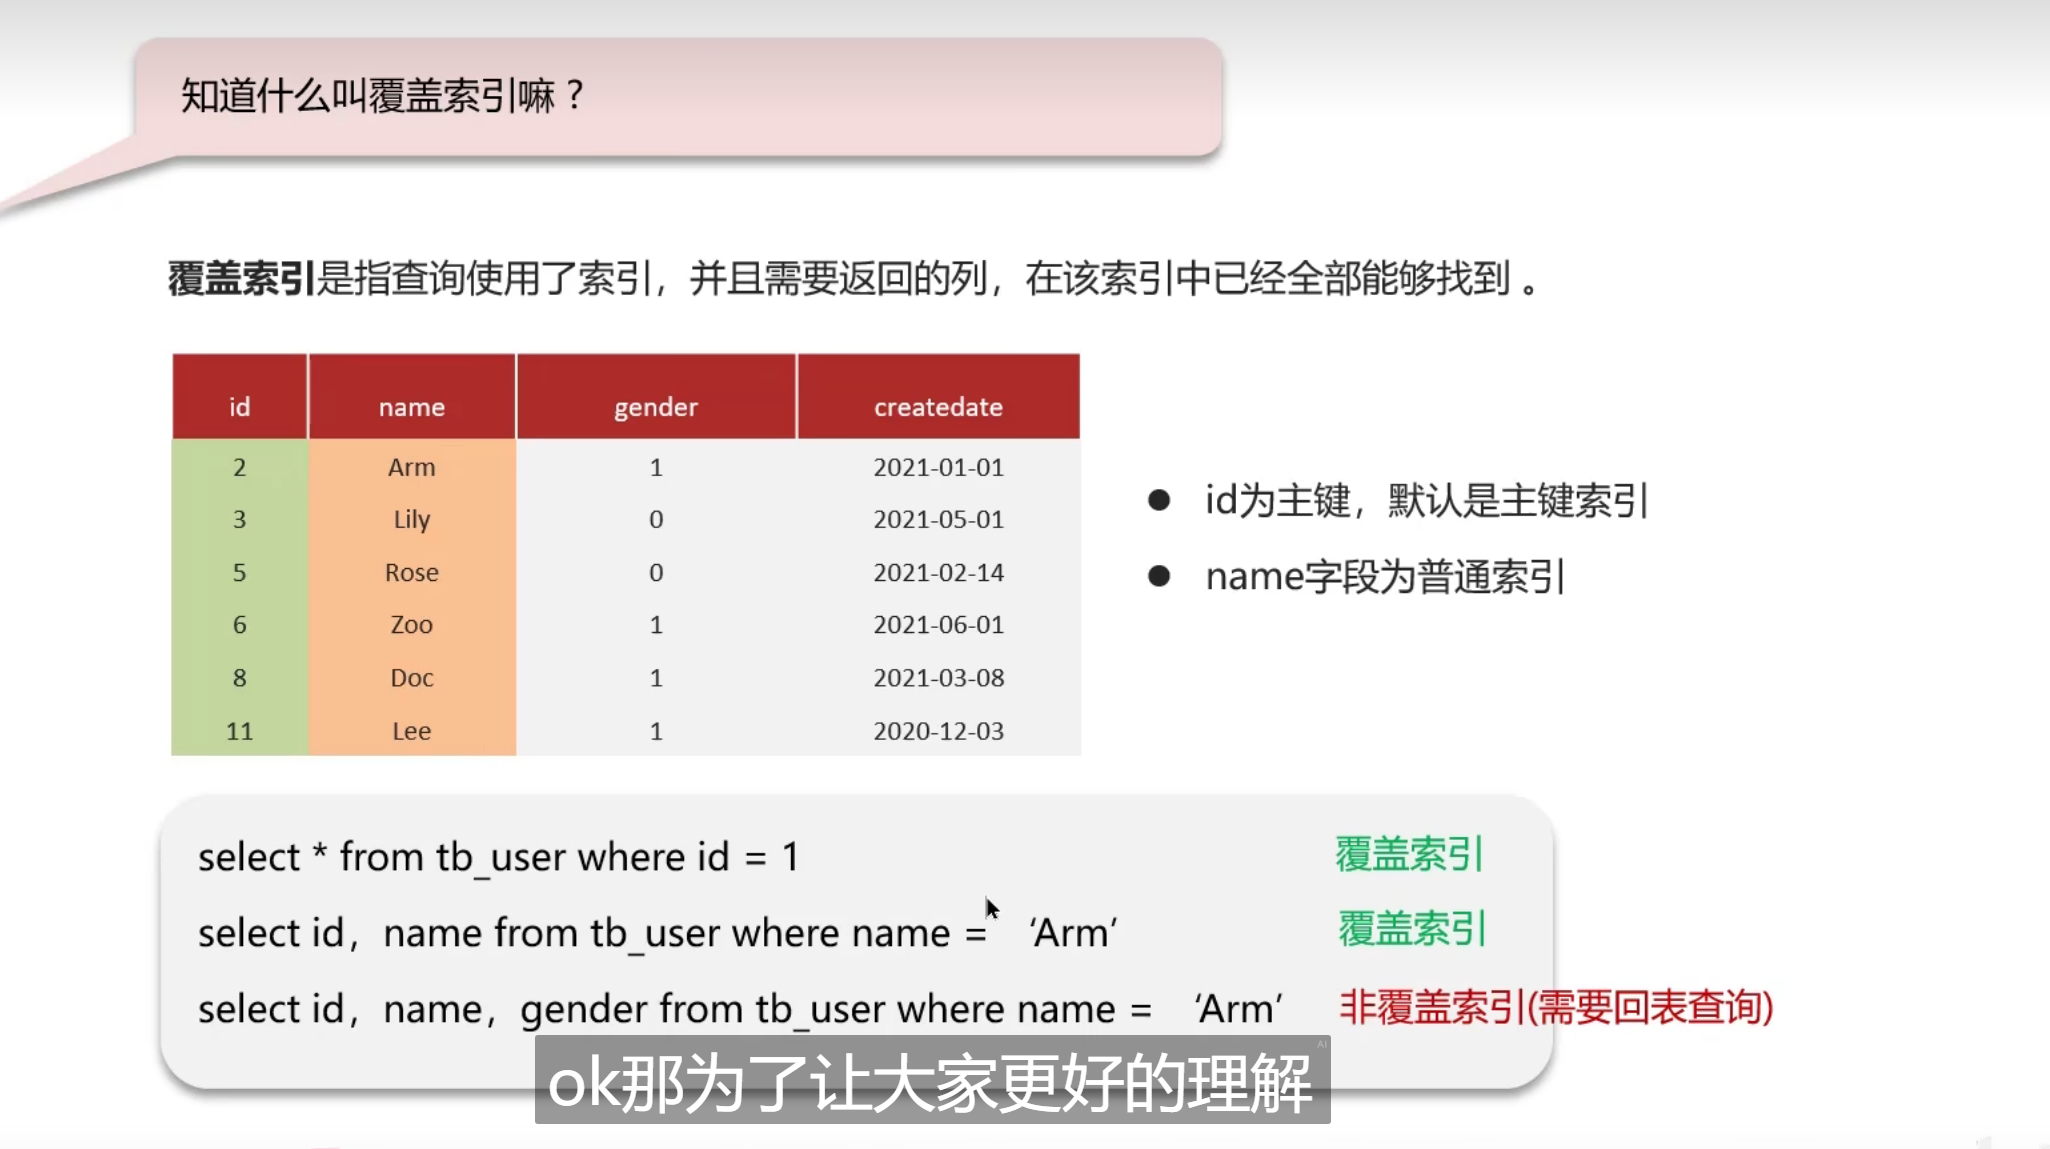 知道什么叫覆盖索引嘛？
覆盖索引是指查询使用了索引，并且需要返回的列，在该索引中已经全部能够找到 。
id name gender createdate
2 Arm 1 2021-01-01
3 Lily 0 2021-05-01
5 Rose 0 2021-02-14
6 Zoo 1 2021-06-01
8 Doc 1 2021-03-08
11 Lee 1 2020-12-03
● id为主键，默认是主键索引
● name字段为普通索引
select * from tb_user where id = 1 覆盖索引
select id，name from tb_user where name = ‘Arm’ 覆盖索引
select id，name，gender from tb_user where name = ‘Arm’ 非覆盖索引(需要回表查询)
AI
ok那为了让大家更好的理解